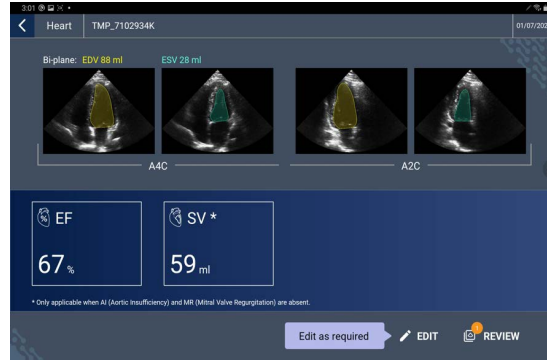 3:01
Heart TMP_7102934K 01/07/202
Bi-plane: EDV 88 ml ESV 28 ml
A4C A2C
% EF SV *
67 % 59 ml
* Only applicable when AI (Aortic Insufficiency) and MR (Mitral Valve Regurgitation) are absent.
Edit as required EDIT 1 REVIEW